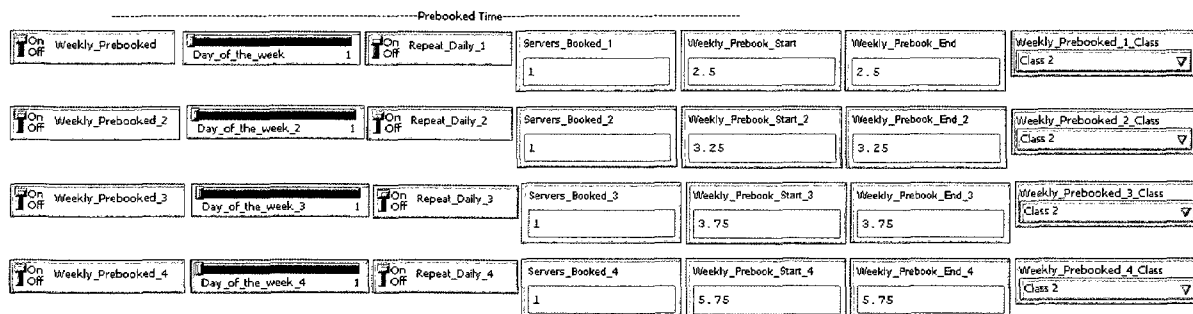 Prebooked Time
On Off Weekly_Prebooked Day_of_the_week 1 On Off Repeat_Daily_1 Servers_Booked_1 1 Weekly_Prebook_Start 2.5 Weekly_Prebook_End 2.5 Weekly_Prebooked_1_Class Class 2
On Off Weekly_Prebooked_2 Day_of_the_week_2 1 On Off Repeat_Daily_2 Servers_Booked_2 1 Weekly_Prebook_Start_2 3.25 Weekly_Prebook_End_2 3.25 Weekly_Prebooked_2_Class Class 2
On Off Weekly_Prebooked_3 Day_of_the_week_3 1 On Off Repeat_Daily_3 Servers_Booked_3 1 Weekly_Prebook_Start_3 3.75 Weekly_Prebook_End_3 3.75 Weekly_Prebooked_3_Class Class 2
On Off Weekly_Prebooked_4 Day_of_the_week_4 1 On Off Repeat_Daily_4 Servers_Booked_4 1 Weekly_Prebook_Start_4 5.75 Weekly_Prebook_End_4 5.75 Weekly_Prebooked_4_Class Class 2